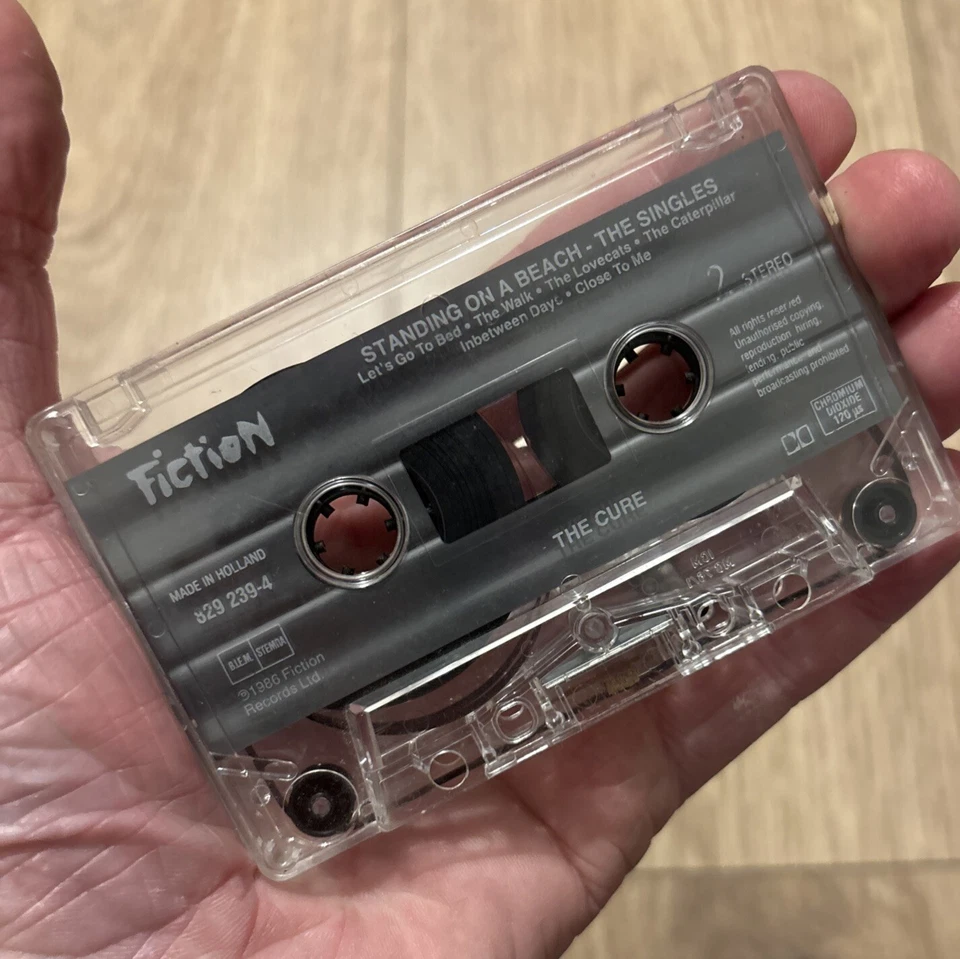 STANDING ON A BEACH - THE SINGLES
Let's Go To Bed • The Walk • The Lovecats • The Caterpillar
Inbetween Days • Close To Me
2 STEREO
FictioN
All rights reserved
Unauthorised copying,
reproduction, hiring,
lending, public
performance and
broadcasting prohibited
CHROMIUM
DIOXIDE
120 µs
THE CURE
MADE IN HOLLAND
829 239-4
B.I.E.M STEMRA
℗1986 Fiction
Records Ltd.